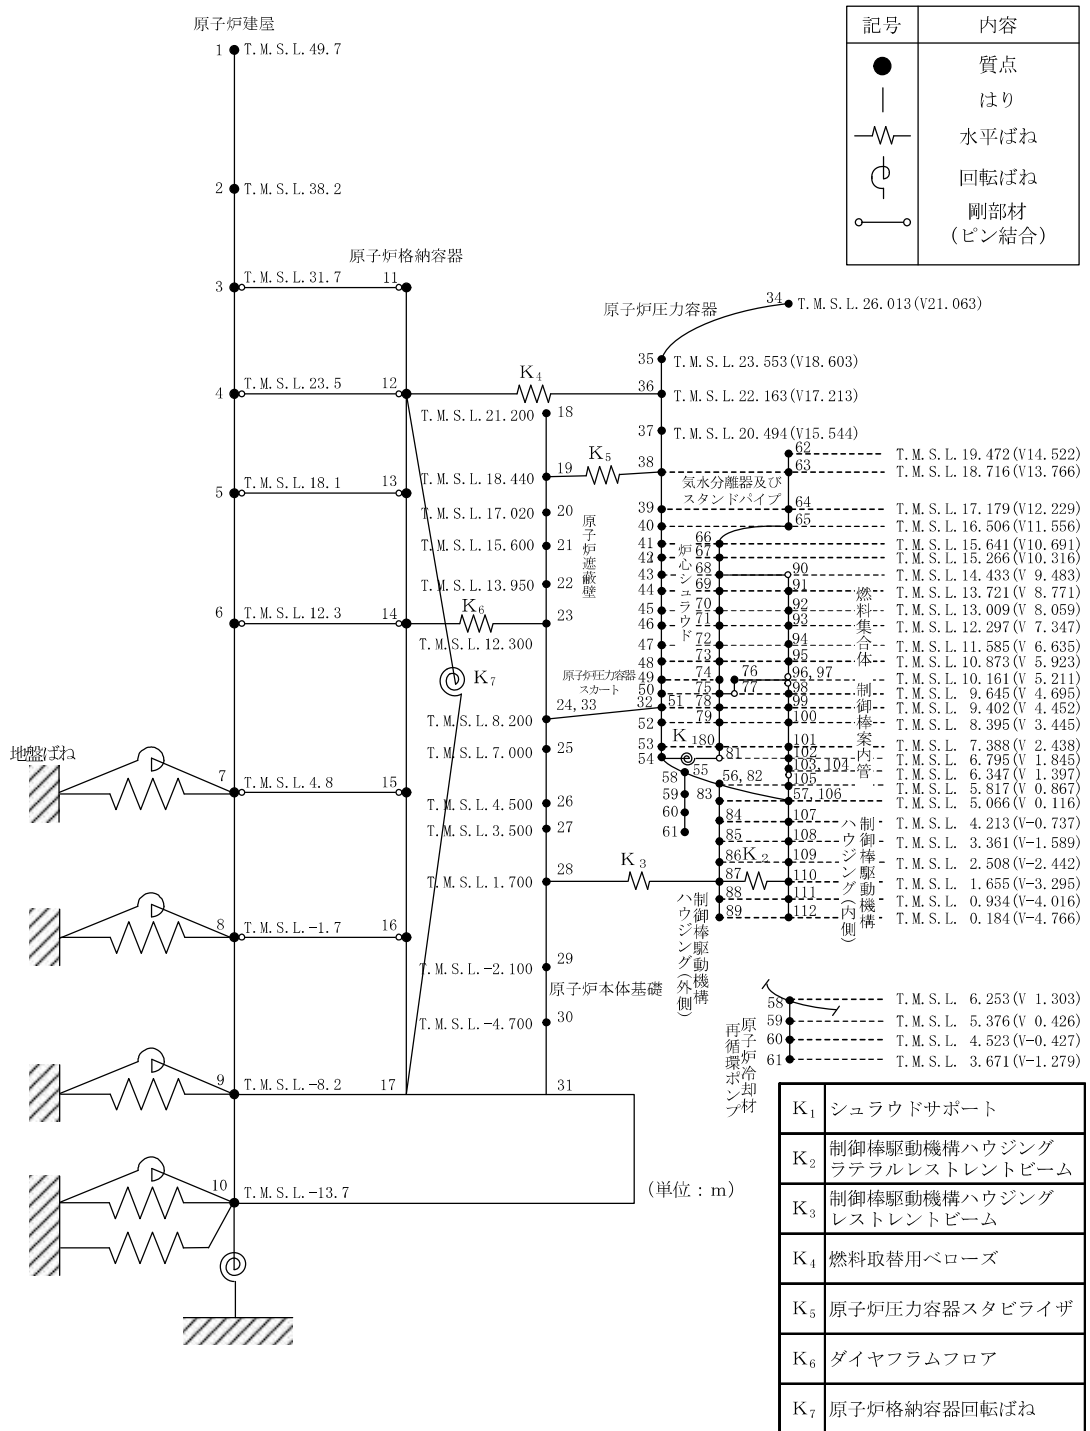 原子炉建屋
1 T.M.S.L.49.7
2 T.M.S.L.38.2
原子炉格納容器
3 T.M.S.L.31.7 11
4 T.M.S.L.23.5 12
5 T.M.S.L.18.1 13
6 T.M.S.L.12.3 14
地盤ばね
7 T.M.S.L.4.8 15
8 T.M.S.L.-1.7 16
9 T.M.S.L.-8.2 17
10 T.M.S.L.-13.7
(単位：m)
K4
K5
K6
K7
K3
K2
T.M.S.L.21.200 18
T.M.S.L.18.440 19
T.M.S.L.17.020 20
T.M.S.L.15.600 21
T.M.S.L.13.950 22
T.M.S.L.12.300 23
原子炉遮蔽壁
原子炉圧力容器
スカート
24,33
T.M.S.L.8.200
T.M.S.L.7.000 25
T.M.S.L.4.500 26
T.M.S.L.3.500 27
T.M.S.L.1.700 28
T.M.S.L.-2.100 29
原子炉本体基礎
T.M.S.L.-4.700 30
31
原子炉圧力容器
34 T.M.S.L.26.013(V21.063)
35 T.M.S.L.23.553(V18.603)
36 T.M.S.L.22.163(V17.213)
37 T.M.S.L.20.494(V15.544)
38
39
40
41
42
43
44
45
46
47
48
49
50
32 51
52
53
54
K1 80
81
55
56,82
57,106
58
59 83
60
61
気水分離器及び
スタンドパイプ
炉心シュラウド
62
63
64
65
66
67
68
69
70
71
72
73
74
75
76
77
78
79
90
91
92
93
94
95
96,97
98
99
100
101
102
103,104
105
燃料集合体
制御棒案内管
84
85
86
87
88
89
107
108
109
110
111
112
制御棒駆動機構
ハウジング(内側)
制御棒駆動機構
ハウジング(外側)
T.M.S.L.19.472(V14.522)
T.M.S.L.18.716(V13.766)
T.M.S.L.17.179(V12.229)
T.M.S.L.16.506(V11.556)
T.M.S.L.15.641(V10.691)
T.M.S.L.15.266(V10.316)
T.M.S.L.14.433(V 9.483)
T.M.S.L.13.721(V 8.771)
T.M.S.L.13.009(V 8.059)
T.M.S.L.12.297(V 7.347)
T.M.S.L.11.585(V 6.635)
T.M.S.L.10.873(V 5.923)
T.M.S.L.10.161(V 5.211)
T.M.S.L. 9.645(V 4.695)
T.M.S.L. 9.402(V 4.452)
T.M.S.L. 8.395(V 3.445)
T.M.S.L. 7.388(V 2.438)
T.M.S.L. 6.795(V 1.845)
T.M.S.L. 6.347(V 1.397)
T.M.S.L. 5.817(V 0.867)
T.M.S.L. 5.066(V 0.116)
T.M.S.L. 4.213(V-0.737)
T.M.S.L. 3.361(V-1.589)
T.M.S.L. 2.508(V-2.442)
T.M.S.L. 1.655(V-3.295)
T.M.S.L. 0.934(V-4.016)
T.M.S.L. 0.184(V-4.766)
原子炉冷却材
再循環ポンプ
58 T.M.S.L. 6.253(V 1.303)
59 T.M.S.L. 5.376(V 0.426)
60 T.M.S.L. 4.523(V-0.427)
61 T.M.S.L. 3.671(V-1.279)
記号 内容
質点
はり
水平ばね
回転ばね
剛部材
(ピン結合)
K1 シュラウドサポート
K2 制御棒駆動機構ハウジング
ラテラルレストレントビーム
K3 制御棒駆動機構ハウジング
レストレントビーム
K4 燃料取替用ベローズ
K5 原子炉圧力容器スタビライザ
K6 ダイヤフラムフロア
K7 原子炉格納容器回転ばね